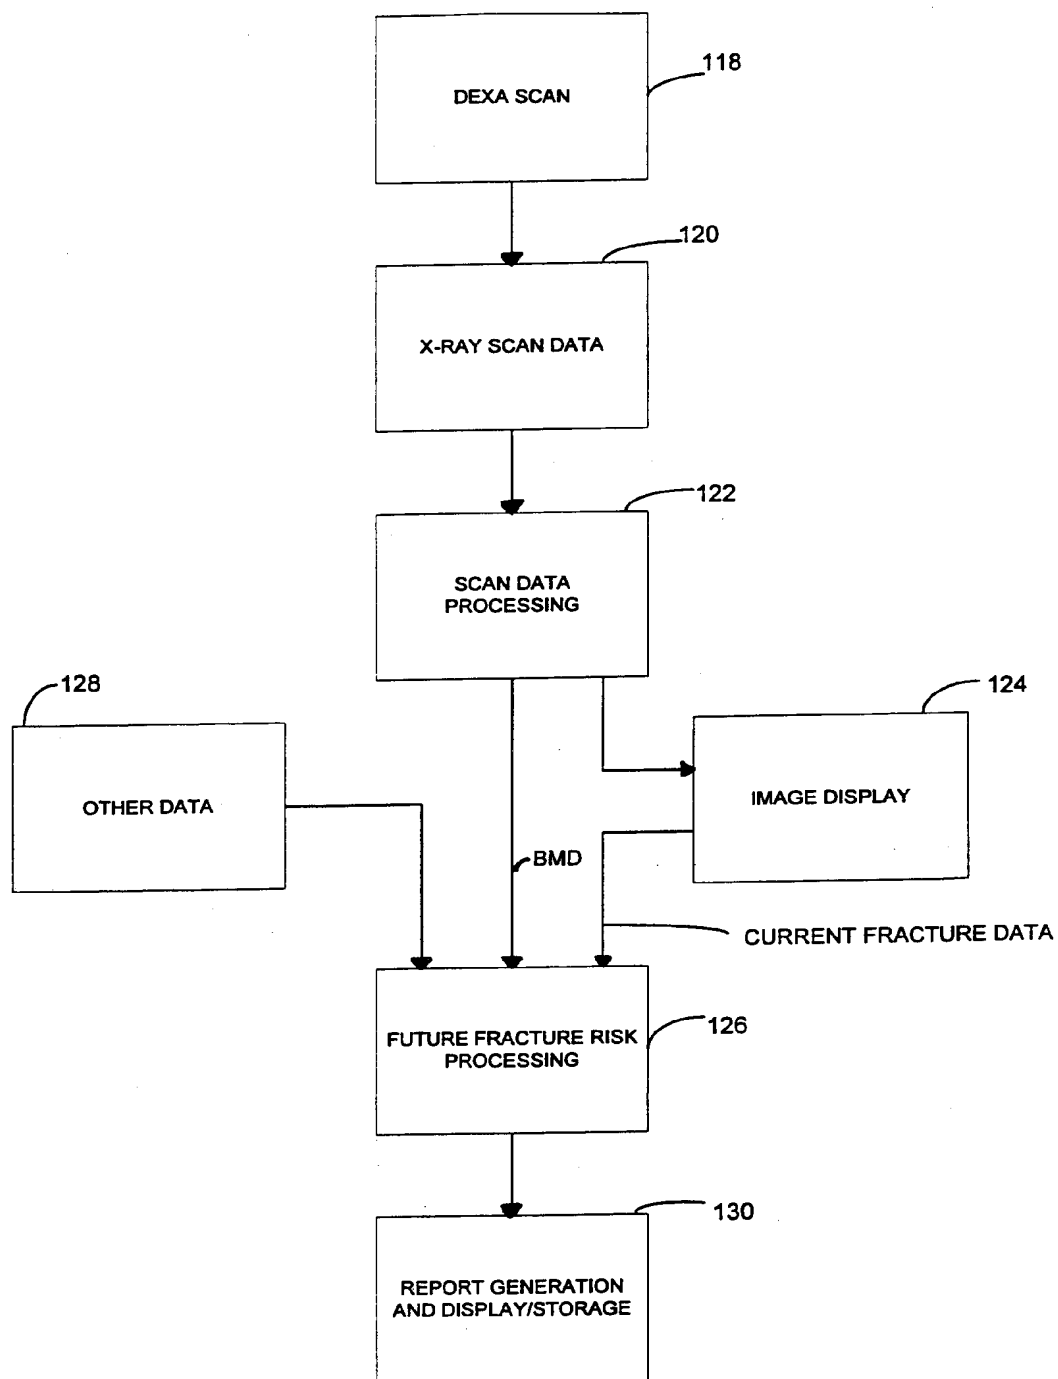 DEXA SCAN
118
120
X-RAY SCAN DATA
122
SCAN DATA
PROCESSING
128
124
OTHER DATA
IMAGE DISPLAY
BMD
CURRENT FRACTURE DATA
FUTURE FRACTURE RISK
PROCESSING
126
130
REPORT GENERATION
AND DISPLAY/STORAGE